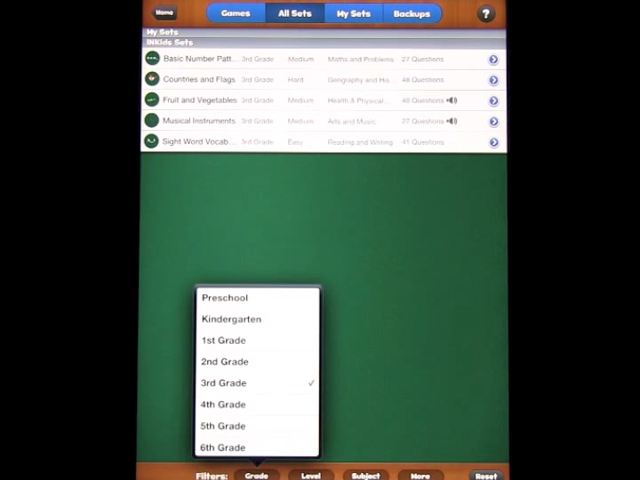 Home Games All Sets My Sets Backups ?
My Sets
INKids Sets
Basic Number Patt... 3rd Grade Medium Maths and Problems 27 Questions
Countries and Flags 3rd Grade Hard Geography and His... 48 Questions
Fruit and Vegetables 3rd Grade Medium Health & Physical... 40 Questions
Musical Instruments 3rd Grade Medium Arts and Music 27 Questions
Sight Word Vocab... 3rd Grade Easy Reading and Writing 41 Questions
Preschool
Kindergarten
1st Grade
2nd Grade
3rd Grade ✓
4th Grade
5th Grade
6th Grade
Filters: Grade Level Subject More Reset